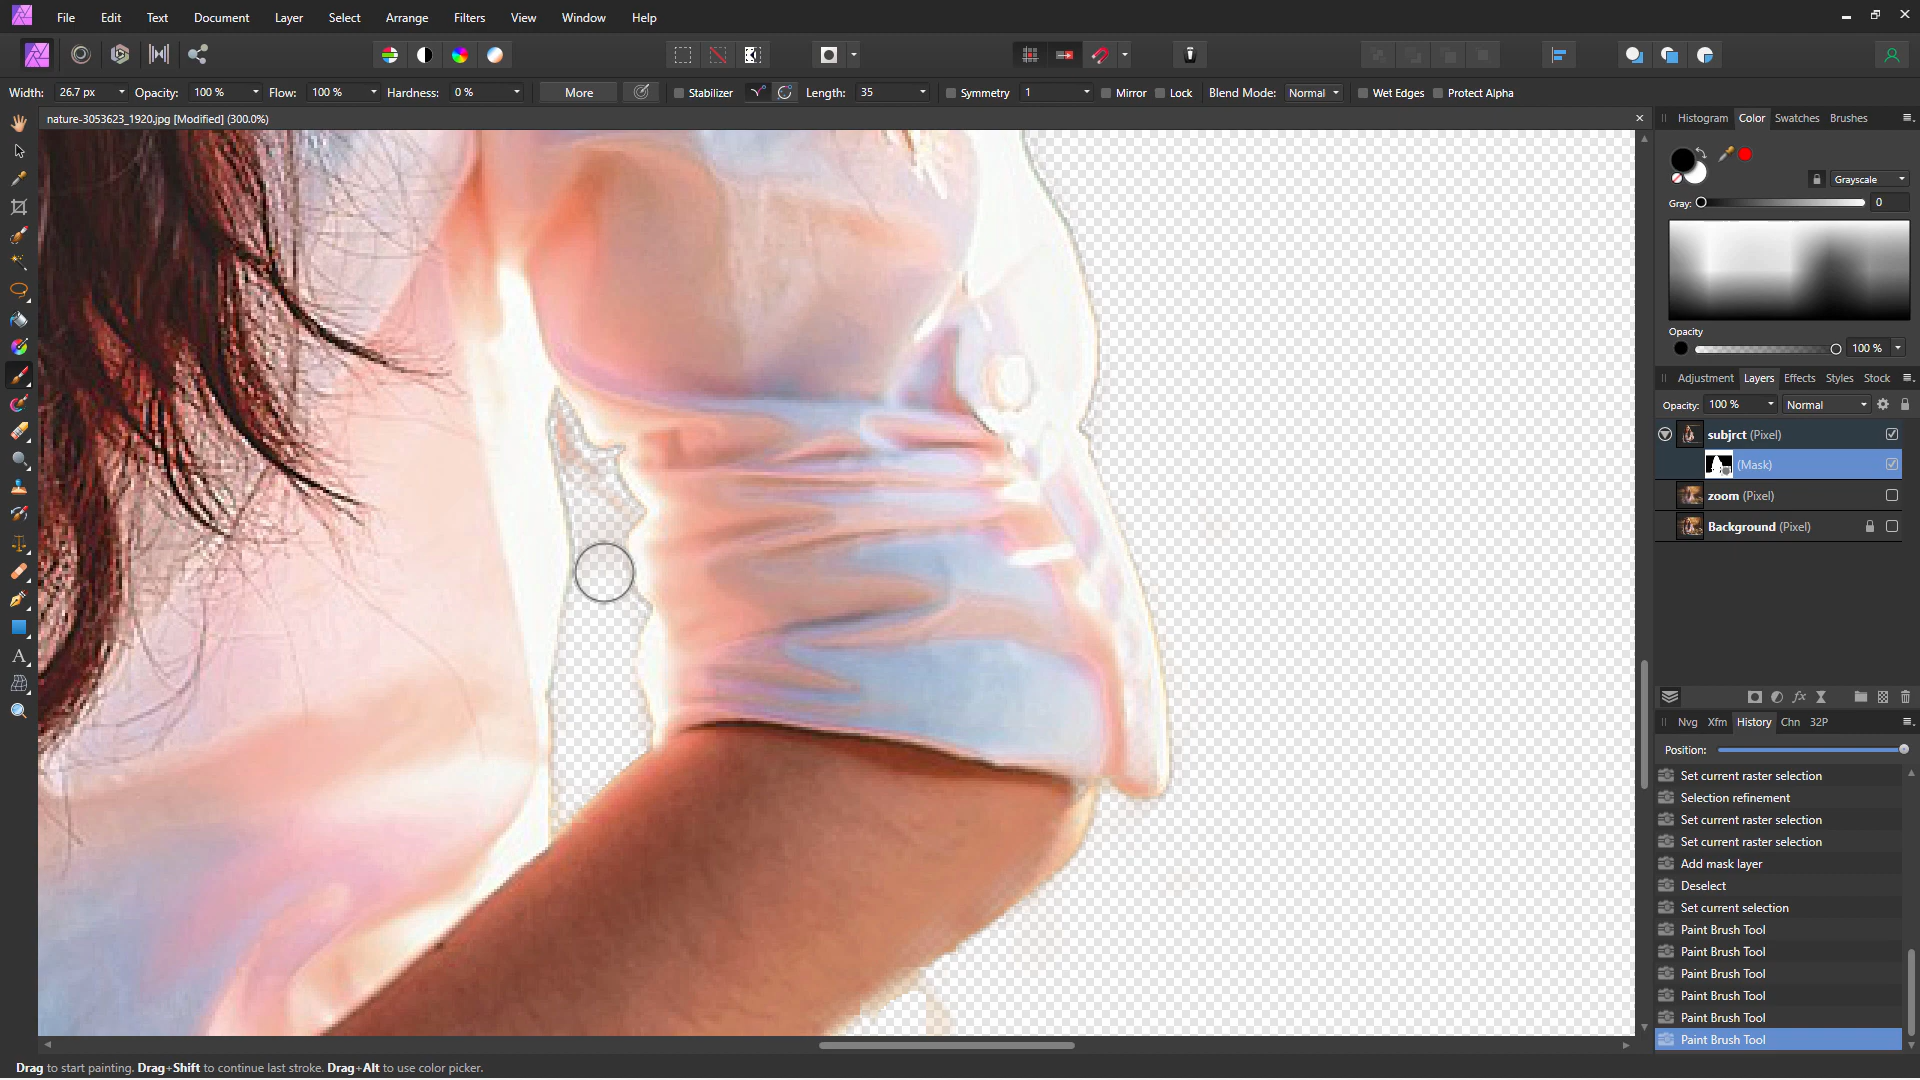 File Edit Text Document Layer Select Arrange Filters View Window Help
Width: 26.7 px Opacity: 100 % Flow: 100 % Hardness: 0 % More Stabilizer Length: 35 Symmetry 1 Mirror Lock Blend Mode: Normal Wet Edges Protect Alpha
nature-3053623_1920.jpg [Modified] (300.0%)
Histogram Color Swatches Brushes
Grayscale
Gray: 0
Opacity
100 %
Adjustment Layers Effects Styles Stock
Opacity: 100 % Normal
subjrct (Pixel)
(Mask)
zoom (Pixel)
Background (Pixel)
Nvg Xfm History Chn 32P
Position:
Set current raster selection
Selection refinement
Set current raster selection
Set current raster selection
Add mask layer
Deselect
Set current selection
Paint Brush Tool
Paint Brush Tool
Paint Brush Tool
Paint Brush Tool
Paint Brush Tool
Paint Brush Tool
Drag to start painting. Drag+Shift to continue last stroke. Drag+Alt to use color picker.